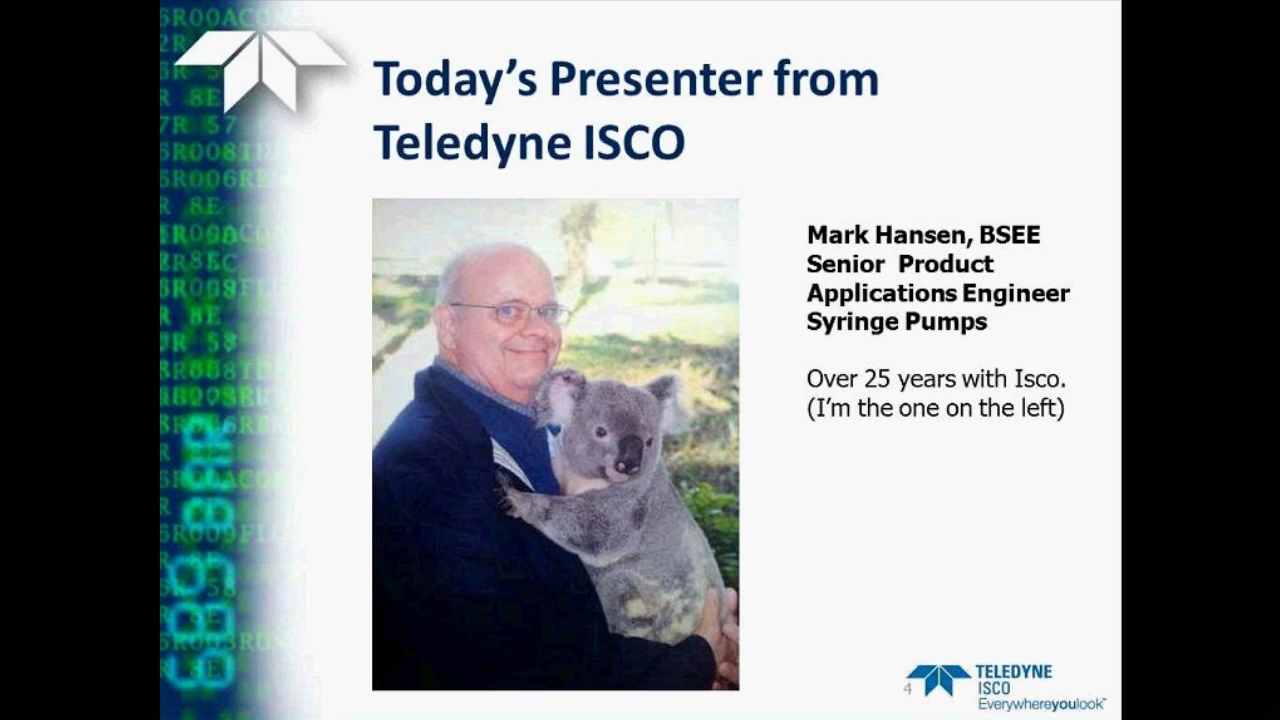 Today's Presenter from
Teledyne ISCO
Mark Hansen, BSEE
Senior Product
Applications Engineer
Syringe Pumps
Over 25 years with Isco.
(I'm the one on the left)
4
TELEDYNE
ISCO
Everywhereyoulook™